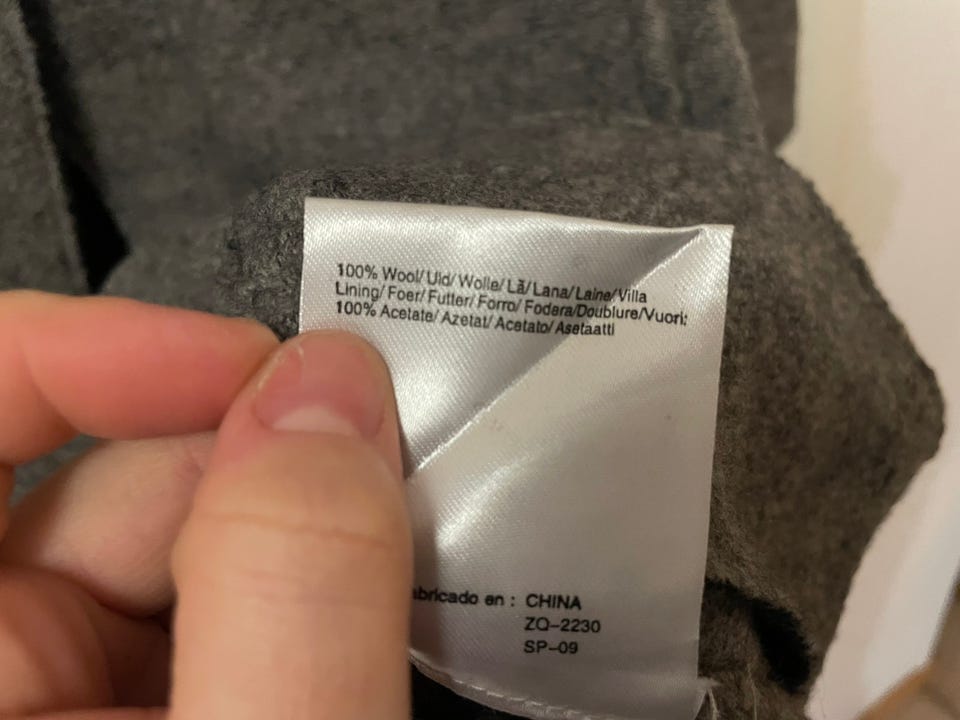 100% Wool/Uld/Wolle/Lã/Lana/Laine/Villa
Lining/Foer/Futter/Forro/Fodera/Doublure/Vuori:
100% Acetate/Azetat/Acetato/Asetaatti
abricado en : CHINA
ZQ-2230
SP-09